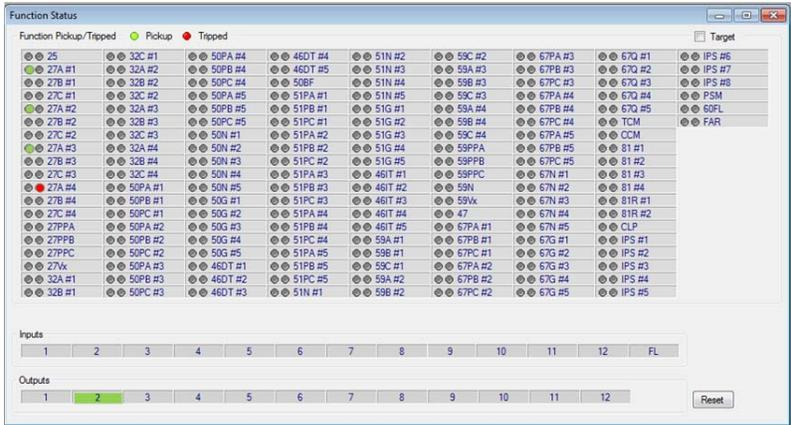 Function Status
Function Pickup/Tripped Pickup Tripped Target
25 32C #1 50PA #4 46DT #4 51N #2 59C #2 67PA #3 67Q #1 IPS #6
27A #1 32A #2 50PB #4 46DT #5 51N #3 59A #3 67PB #3 67Q #2 IPS #7
27B #1 32B #2 50PC #4 50BF 51N #4 59B #3 67PC #3 67Q #3 IPS #8
27C #1 32C #2 50PA #5 51PA #1 51N #5 59C #3 67PA #4 67Q #4 PSM
27A #2 32A #3 50PB #5 51PB #1 51G #1 59A #4 67PB #4 67Q #5 60FL
27B #2 32B #3 50PC #5 51PC #1 51G #2 59B #4 67PC #4 TCM FAR
27C #2 32C #3 50N #1 51PA #2 51G #3 59C #4 67PA #5 CCM
27A #3 32A #4 50N #2 51PB #2 51G #4 59PPA 67PB #5 81 #1
27B #3 32B #4 50N #3 51PC #2 51G #5 59PPB 67PC #5 81 #2
27C #3 32C #4 50N #4 51PA #3 46IT #1 59PPC 67N #1 81 #3
27A #4 50PA #1 50N #5 51PB #3 46IT #2 59N 67N #2 81 #4
27B #4 50PB #1 50G #1 51PC #3 46IT #3 59Vx 67N #3 81R #1
27C #4 50PC #1 50G #2 51PA #4 46IT #4 47 67N #4 81R #2
27PPA 50PA #2 50G #3 51PB #4 46IT #5 67PA #1 67N #5 CLP
27PPB 50PB #2 50G #4 51PC #4 59A #1 67PB #1 67G #1 IPS #1
27PPC 50PC #2 50G #5 51PA #5 59B #1 67PC #1 67G #2 IPS #2
27Vx 50PA #3 46DT #1 51PB #5 59C #1 67PA #2 67G #3 IPS #3
32A #1 50PB #3 46DT #2 51PC #5 59A #2 67PB #2 67G #4 IPS #4
32B #1 50PC #3 46DT #3 51N #1 59B #2 67PC #2 67G #5 IPS #5
Inputs
1 2 3 4 5 6 7 8 9 10 11 12 FL
Outputs
1 2 3 4 5 6 7 8 9 10 11 12 Reset